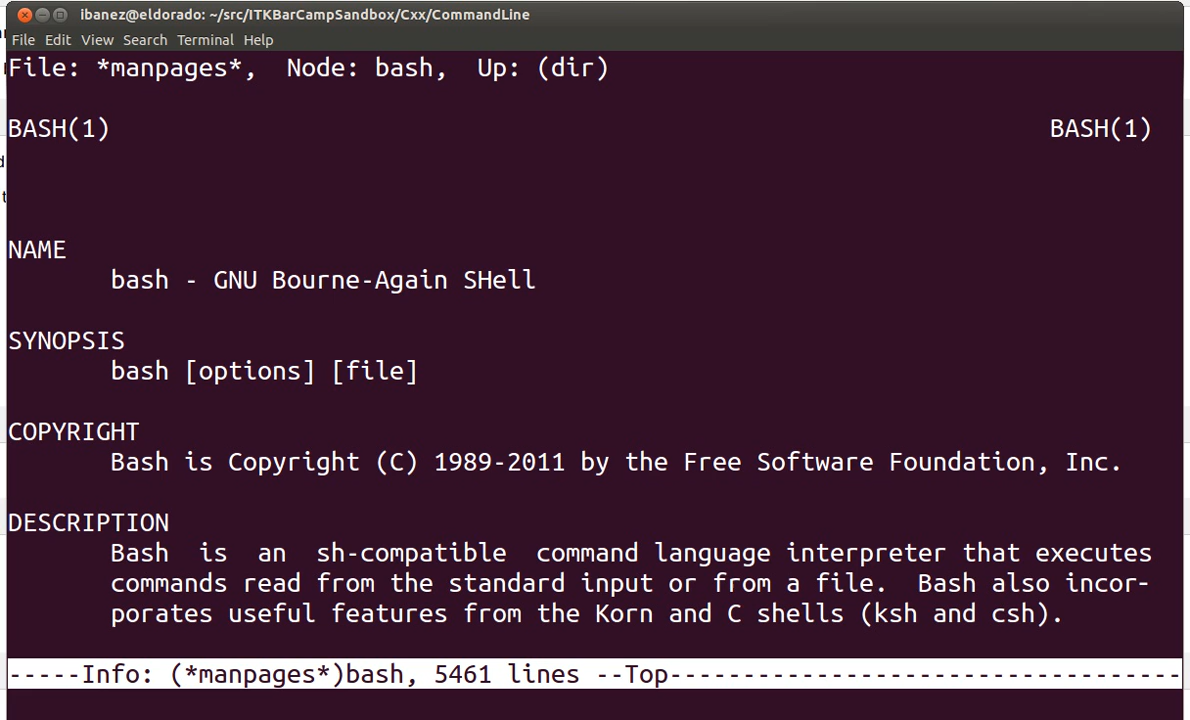 ibanez@eldorado: ~/src/ITKBarCampSandbox/Cxx/CommandLine
File Edit View Search Terminal Help
File: *manpages*,  Node: bash,  Up: (dir)
BASH(1) BASH(1)
NAME
bash - GNU Bourne-Again SHell
SYNOPSIS
bash [options] [file]
COPYRIGHT
Bash is Copyright (C) 1989-2011 by the Free Software Foundation, Inc.
DESCRIPTION
Bash  is  an  sh-compatible  command language interpreter that executes
commands read from the standard input or from a file.  Bash also incor-
porates useful features from the Korn and C shells (ksh and csh).
-----Info: (*manpages*)bash, 5461 lines --Top-----------------------------------